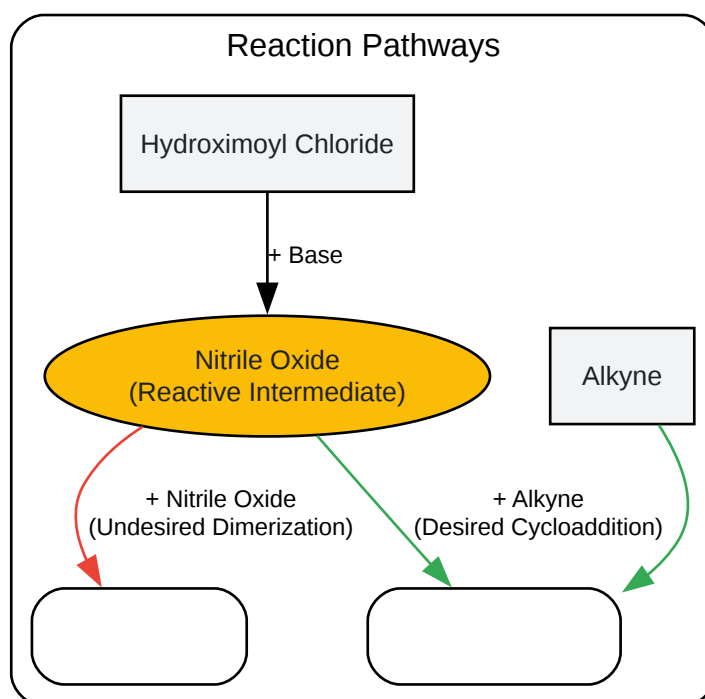 Reaction Pathways
Hydroximoyl Chloride
+ Base
Nitrile Oxide
(Reactive Intermediate)
Alkyne
+ Nitrile Oxide
(Undesired Dimerization)
+ Alkyne
(Desired Cycloaddition)